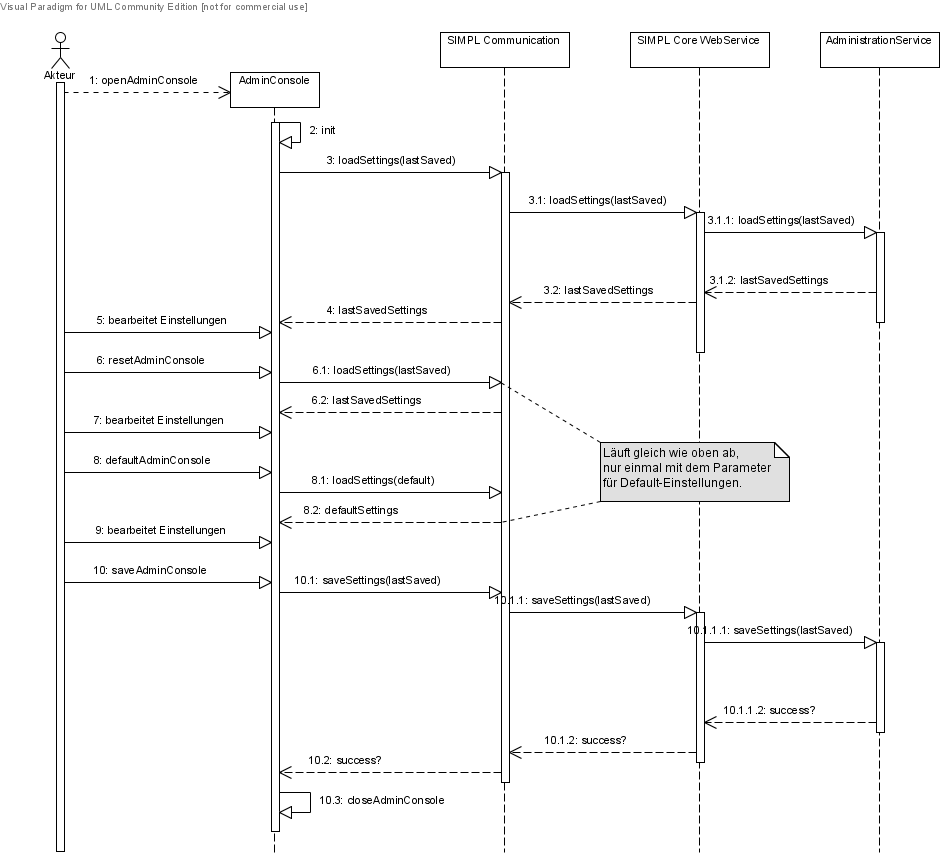 Visual Paradigm for UML Community Edition [not for commercial use]
SIMPL Communication
SIMPL Core WebService
AdministrationService
Akteur
AdminConsole
1: openAdminConsole
2: init
3: loadSettings(lastSaved)
3.1: loadSettings(lastSaved)
3.1.1: loadSettings(lastSaved)
3.1.2: lastSavedSettings
3.2: lastSavedSettings
4: lastSavedSettings
5: bearbeitet Einstellungen
6: resetAdminConsole
6.1: loadSettings(lastSaved)
6.2: lastSavedSettings
7: bearbeitet Einstellungen
Läuft gleich wie oben ab,
nur einmal mit dem Parameter
für Default-Einstellungen.
8: defaultAdminConsole
8.1: loadSettings(default)
8.2: defaultSettings
9: bearbeitet Einstellungen
10: saveAdminConsole
10.1: saveSettings(lastSaved)
10.1.1: saveSettings(lastSaved)
10.1.1.1: saveSettings(lastSaved)
10.1.1.2: success?
10.1.2: success?
10.2: success?
10.3: closeAdminConsole